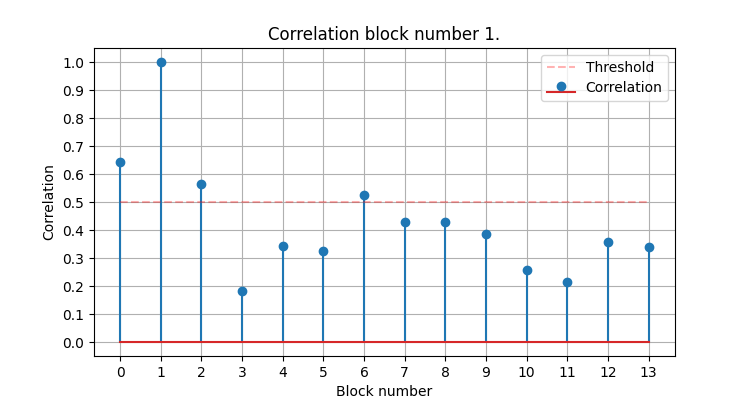 Correlation block number 1.
Threshold
Correlation
Correlation
1.0
0.9
0.8
0.7
0.6
0.5
0.4
0.3
0.2
0.1
0.0
0 1 2 3 4 5 6 7 8 9 10 11 12 13
Block number